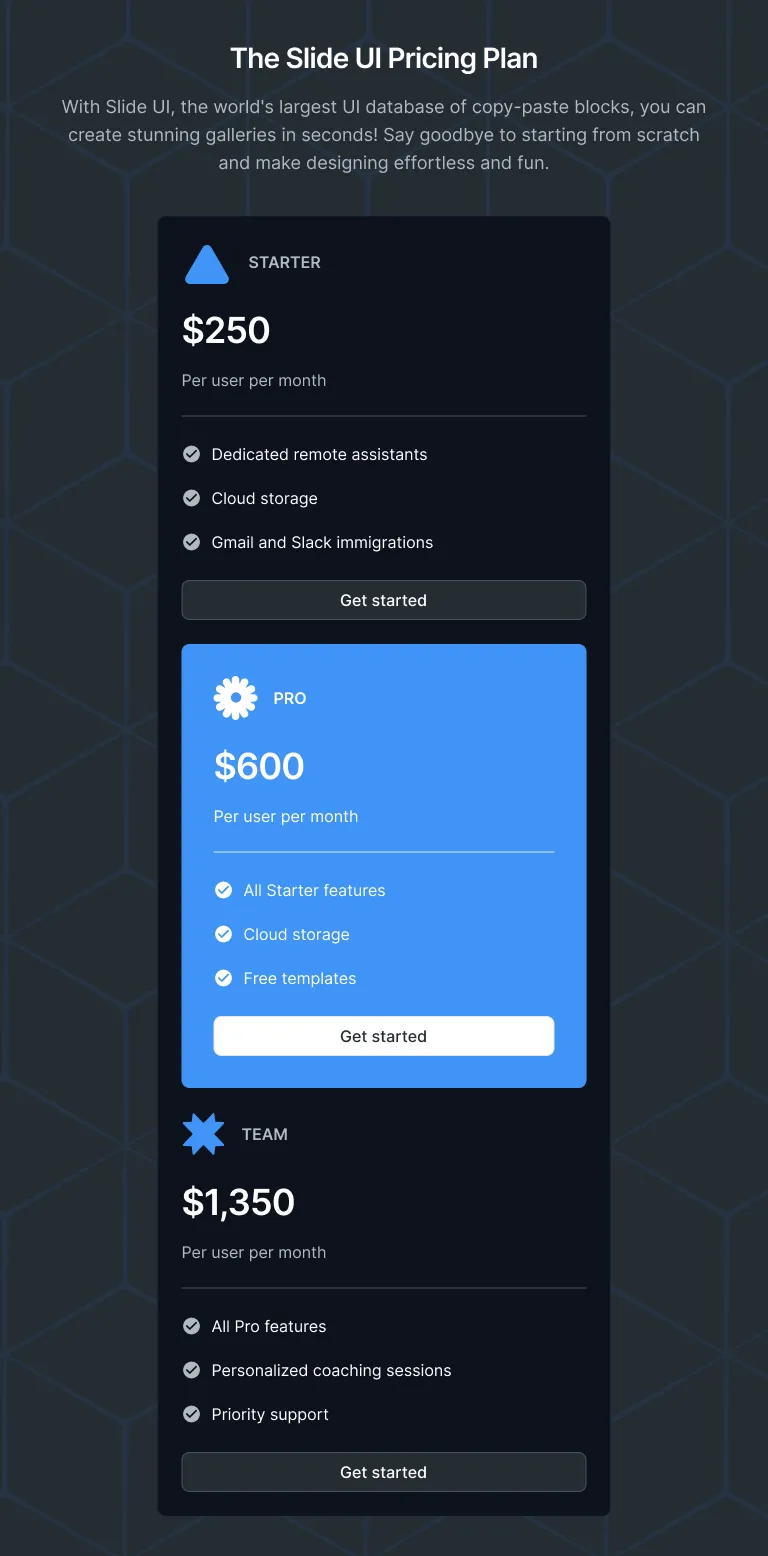 The Slide UI Pricing Plan
With Slide UI, the world's largest UI database of copy-paste blocks, you can
create stunning galleries in seconds! Say goodbye to starting from scratch
and make designing effortless and fun.
STARTER
$250
Per user per month
Dedicated remote assistants
Cloud storage
Gmail and Slack immigrations
Get started
PRO
$600
Per user per month
All Starter features
Cloud storage
Free templates
Get started
TEAM
$1,350
Per user per month
All Pro features
Personalized coaching sessions
Priority support
Get started